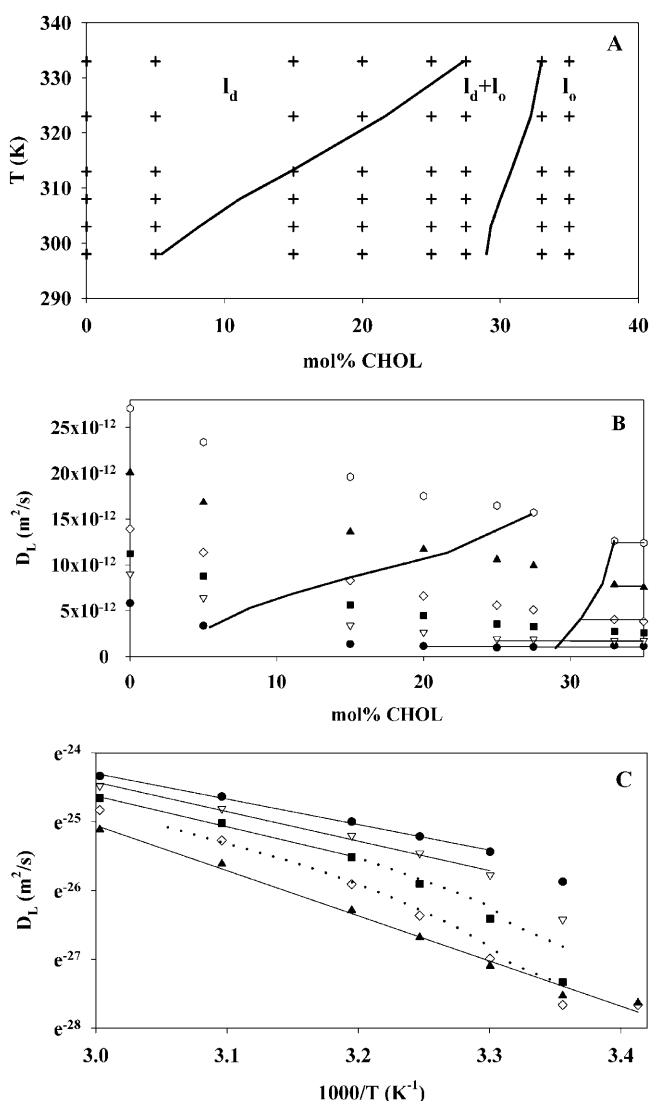 A
340
330
320
310
300
290
T (K)
l_d
l_d+l_o
l_o
0
10
20
30
40
mol% CHOL
B
25x10^-12
20x10^-12
15x10^-12
10x10^-12
5x10^-12
0
D_L (m^2/s)
0
10
20
30
mol% CHOL
C
e^-24
e^-25
e^-26
e^-27
e^-28
D_L (m^2/s)
3.0
3.1
3.2
3.3
3.4
1000/T (K^-1)